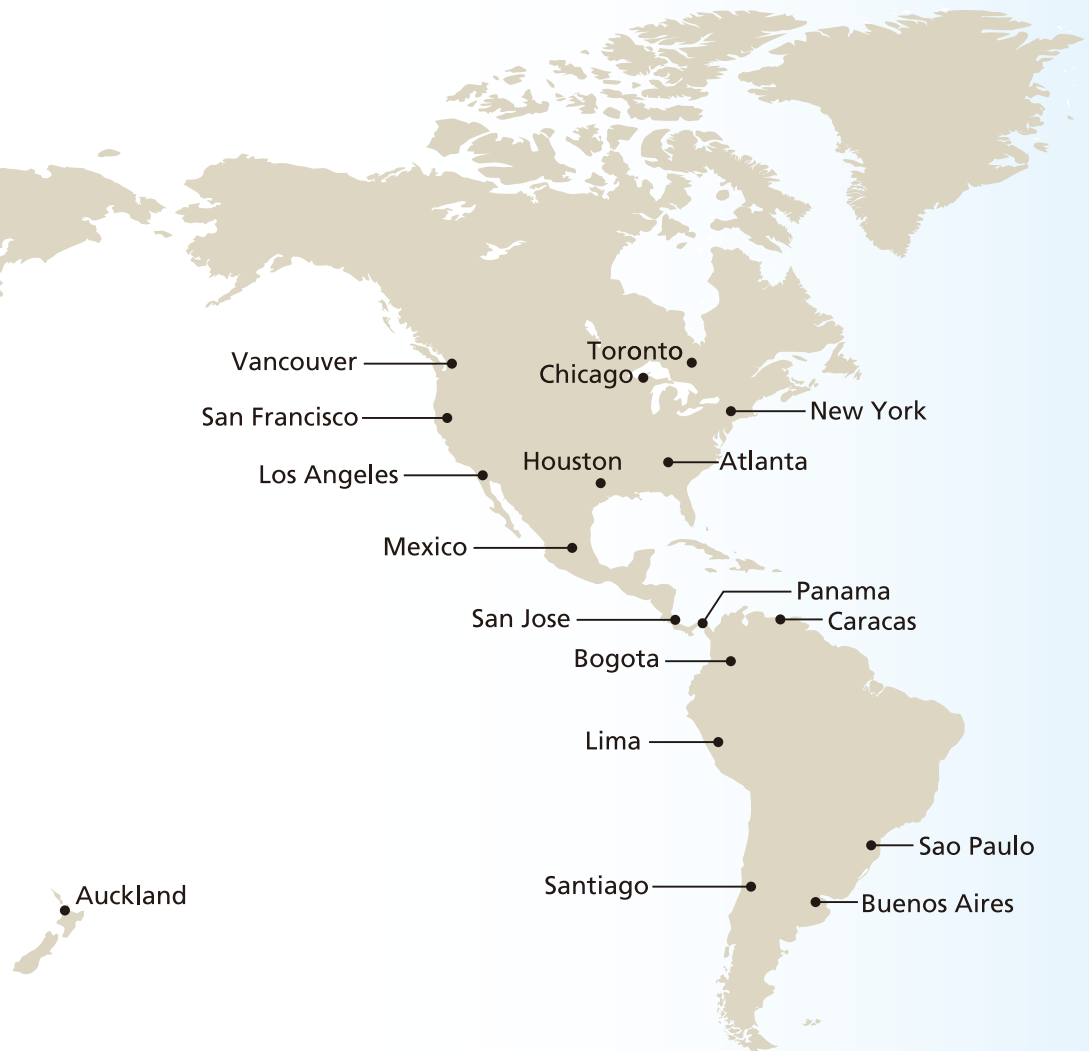 Toronto
Vancouver
Chicago
San Francisco
New York
Houston
Atlanta
Los Angeles
Mexico
Panama
San Jose
Caracas
Bogota
Lima
Sao Paulo
Santiago
Auckland
Buenos Aires